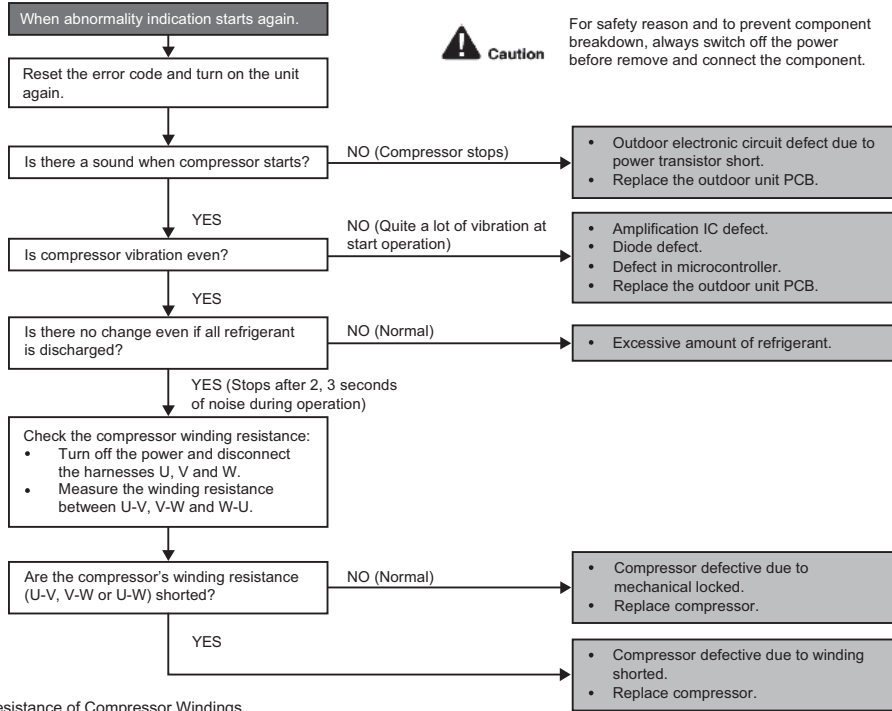 When abnormality indication starts again.
Caution
For safety reason and to prevent component
breakdown, always switch off the power
before remove and connect the component.
Reset the error code and turn on the unit
again.
Is there a sound when compressor starts?
NO (Compressor stops)
• Outdoor electronic circuit defect due to
power transistor short.
• Replace the outdoor unit PCB.
YES
NO (Quite a lot of vibration at
start operation)
Is compressor vibration even?
• Amplification IC defect.
• Diode defect.
• Defect in microcontroller.
• Replace the outdoor unit PCB.
YES
Is there no change even if all refrigerant
is discharged?
NO (Normal)
• Excessive amount of refrigerant.
YES (Stops after 2, 3 seconds
of noise during operation)
Check the compressor winding resistance:
• Turn off the power and disconnect
the harnesses U, V and W.
• Measure the winding resistance
between U-V, V-W and W-U.
Are the compressor’s winding resistance
(U-V, V-W or U-W) shorted?
NO (Normal)
• Compressor defective due to
mechanical locked.
• Replace compressor.
YES
• Compressor defective due to winding
shorted.
• Replace compressor.
esistance of Compressor Windings